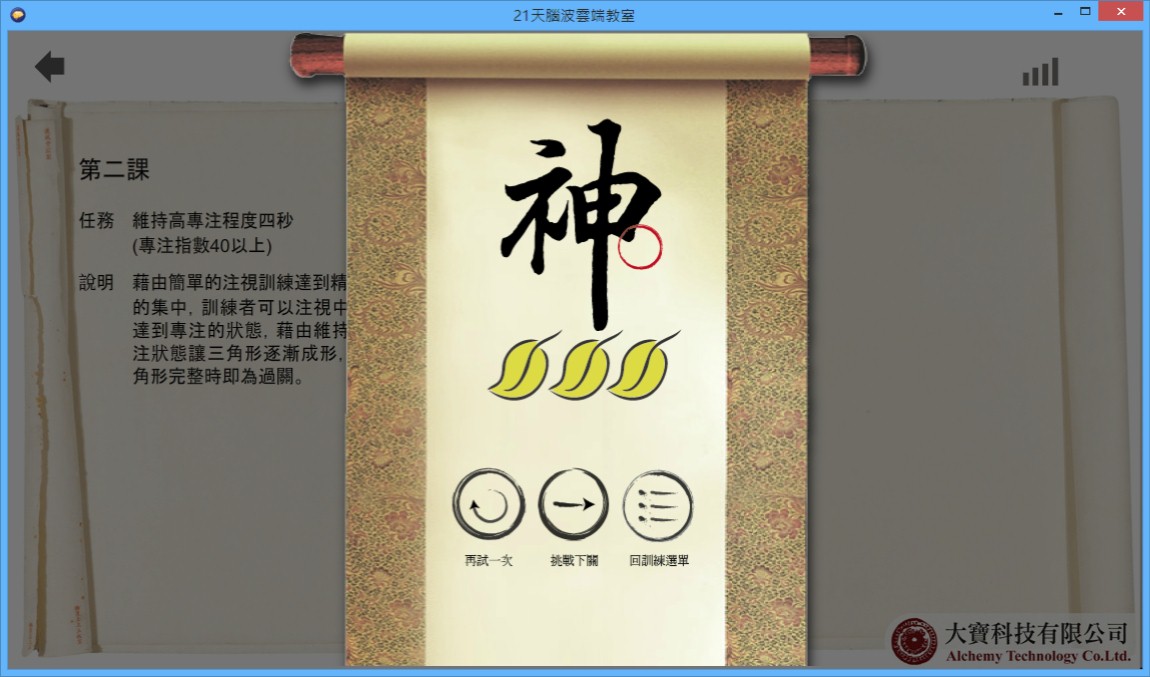 21天腦波雲端教室
第二課
任務 維持高專注程度四秒
(專注指數40以上)
說明 藉由簡單的注視訓練達到精
的集中, 訓練者可以注視中
達到專注的狀態, 藉由維持
注狀態讓三角形逐漸成形,
角形完整時即為過關。
神
再試一次
挑戰下關
回訓練選單
大寶科技有限公司
Alchemy Technology Co.Ltd.